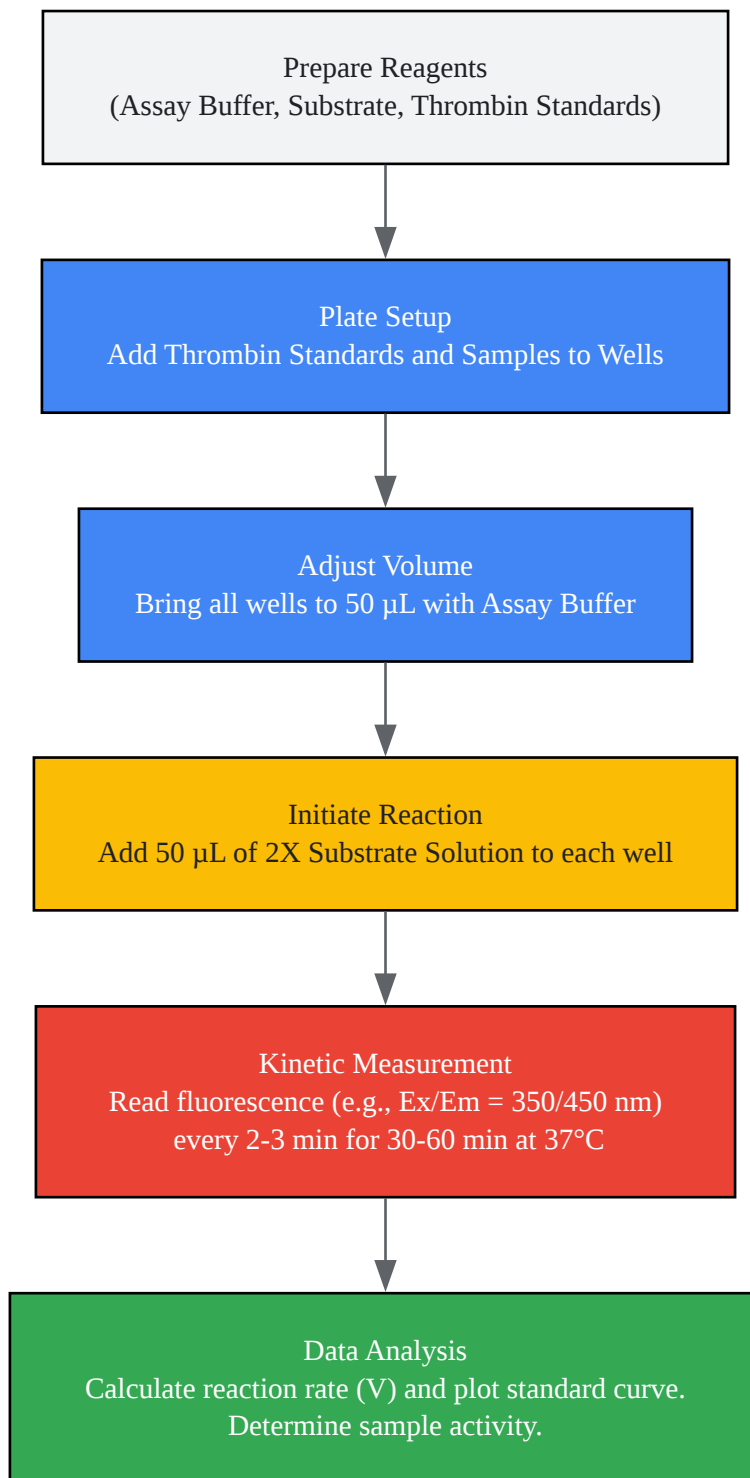 Prepare Reagents
(Assay Buffer, Substrate, Thrombin Standards)
Plate Setup
Add Thrombin Standards and Samples to Wells
Adjust Volume
Bring all wells to 50 µL with Assay Buffer
Initiate Reaction
Add 50 µL of 2X Substrate Solution to each well
Kinetic Measurement
Read fluorescence (e.g., Ex/Em = 350/450 nm)
every 2-3 min for 30-60 min at 37°C
Data Analysis
Calculate reaction rate (V) and plot standard curve.
Determine sample activity.